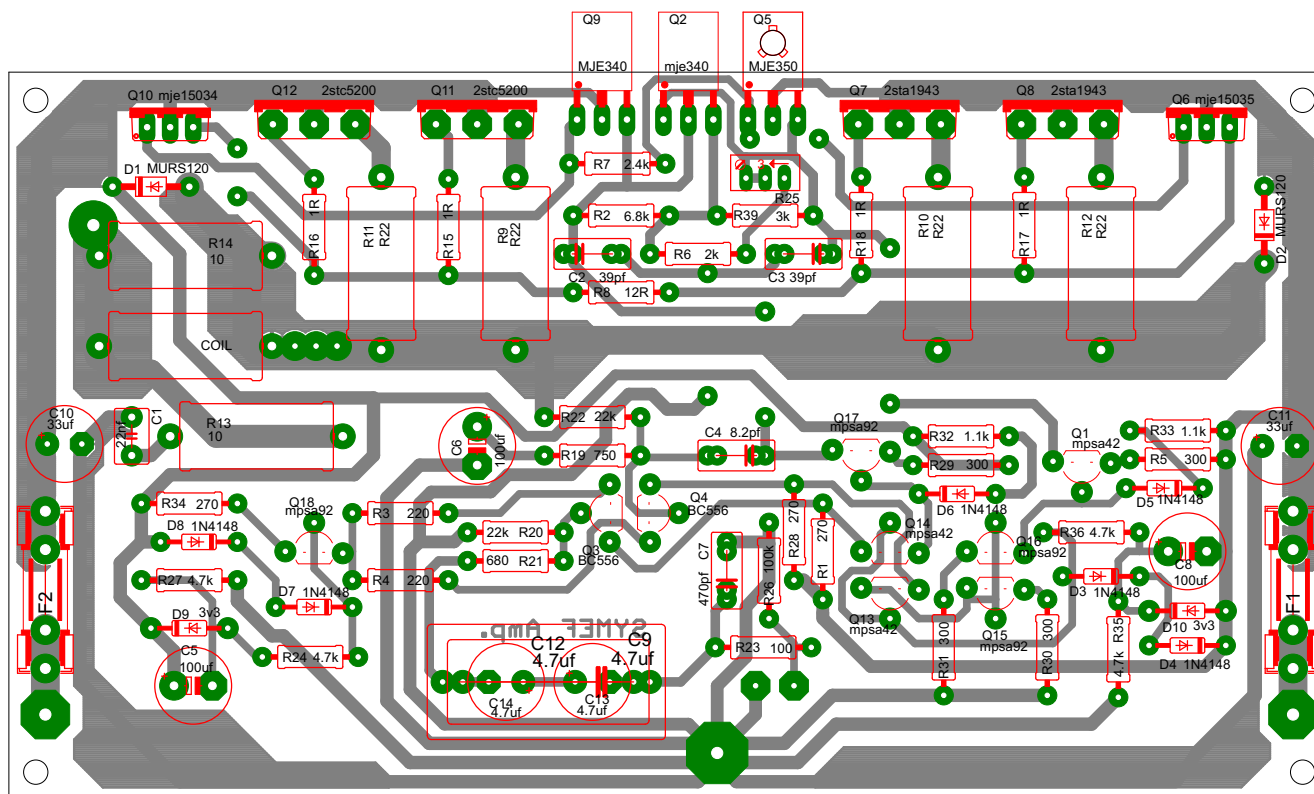 Q9
Q2
Q5
MJE340
mje340
MJE350
Q10 mje15034
Q12 2stc5200
Q11 2stc5200
Q7 2sta1943
Q8 2sta1943
Q6 mje15035
D1 MURS120
R7 2.4k
3
R25
R16 1R
R11 R22
R15 1R
R9 R22
R2 6.8k
R39 3k
R18 1R
R10 R22
R17 1R
R12 R22
D2 MURS120
R14
10
R6 2k
C2 39pf
C3 39pf
R8 12R
COIL
C10
33uf
C1
22nf
R13
10
C6
100uf
R22 22k
R19 750
C4 8.2pf
Q17
mpsa92
R32 1.1k
R29 300
Q1
mpsa42
R33 1.1k
R5 300
C11
33uf
R34 270
D8 1N4148
Q18
mpsa92
R3 220
22k R20
680 R21
Q3
BC556
Q4
BC556
D6 1N4148
D5 1N4148
R28 270
R1 270
R26 100k
C7
470pf
Q14
mpsa42
Q16
mpsa92
R36 4.7k
C8
100uf
R27 4.7k
D7 1N4148
R4 220
D3 1N4148
F2
F1
D9 3v3
D10 3v3
SYMEF Amp.
Q13
mpsa42
Q15
mpsa92
R31 300
R30 300
4.7k R35
D4 1N4148
C5
100uf
R24 4.7k
C12
4.7uf
C9
4.7uf
R23 100
C14
4.7uf
C13
4.7uf